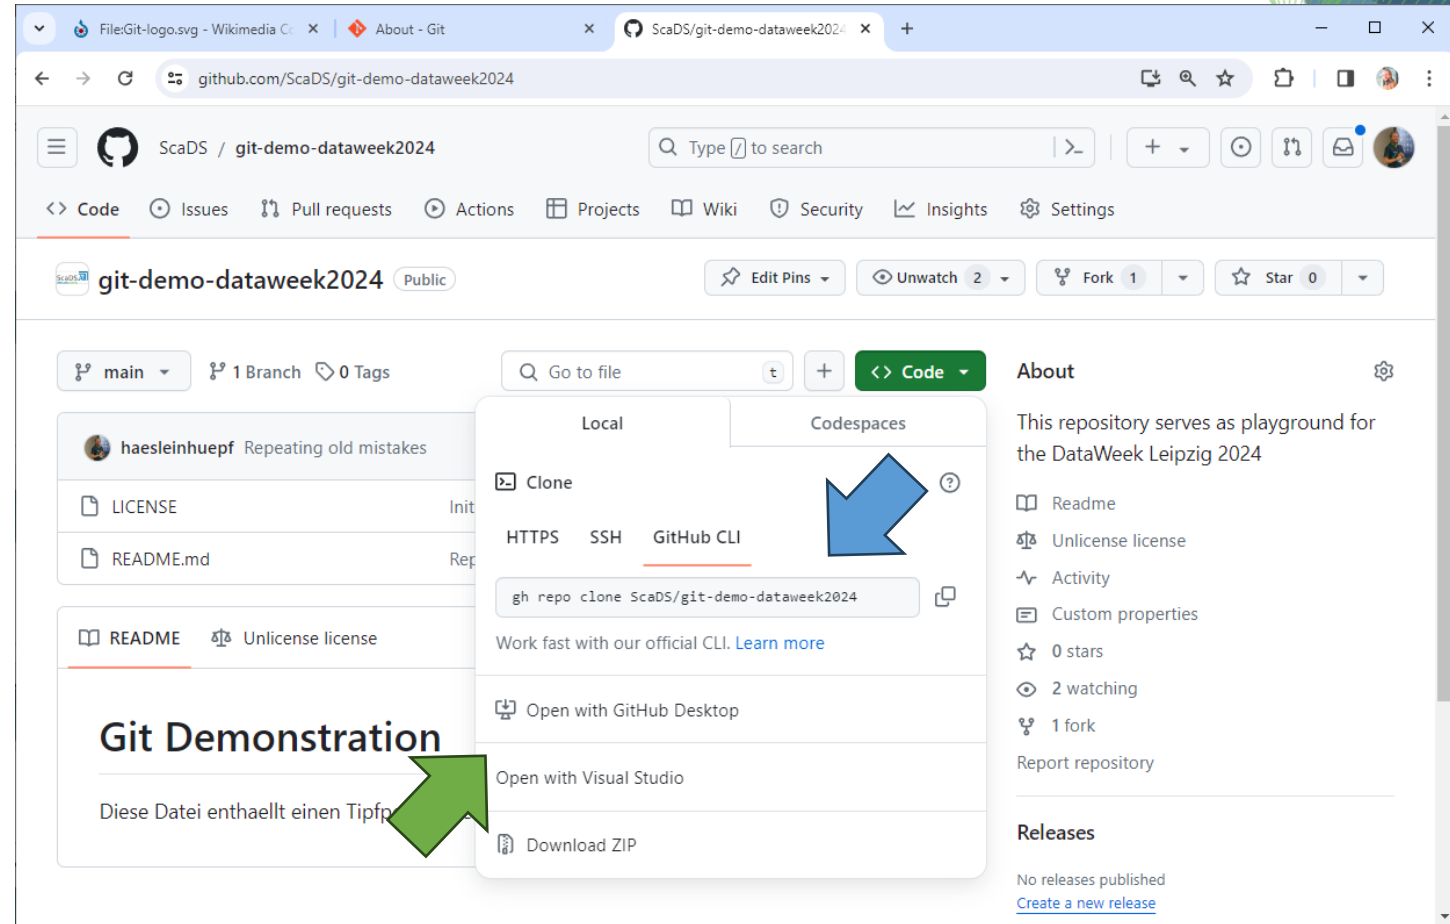 File:Git-logo.svg - Wikimedia Co
About - Git
ScaDS/git-demo-dataweek2024
github.com/ScaDS/git-demo-dataweek2024
ScaDS / git-demo-dataweek2024
Type / to search
Code Issues Pull requests Actions Projects Wiki Security Insights Settings
git-demo-dataweek2024 Public
Edit Pins Unwatch 2 Fork 1 Star 0
main 1 Branch 0 Tags
Go to file t
Code
haesleinhuepf Repeating old mistakes
LICENSE Init
README.md Rep
README Unlicense license
Git Demonstration
Diese Datei enthaellt einen
Local Codespaces
Clone
HTTPS SSH GitHub CLI
gh repo clone ScaDS/git-demo-dataweek2024
Work fast with our official CLI. Learn more
Open with GitHub Desktop
Open with Visual Studio
Download ZIP
About
This repository serves as playground for
the DataWeek Leipzig 2024
Readme
Unlicense license
Activity
Custom properties
0 stars
2 watching
1 fork
Report repository
Releases
No releases published
Create a new release